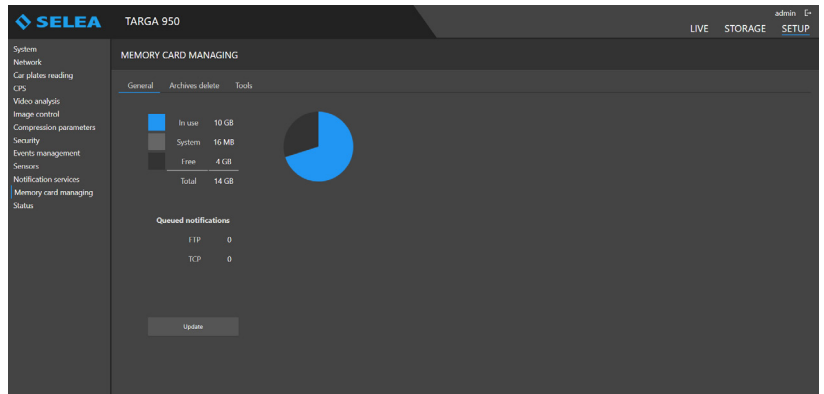 SELEA
TARGA 950
admin
LIVE STORAGE SETUP
System
Network
Car plates reading
CPS
Video analysis
Image control
Compression parameters
Security
Events management
Sensors
Notification services
Memory card managing
Status
MEMORY CARD MANAGING
General Archives delete Tools
In use 10 GB
System 16 MB
Free 4 GB
Total 14 GB
Queued notifications
FTP 0
TCP 0
Update